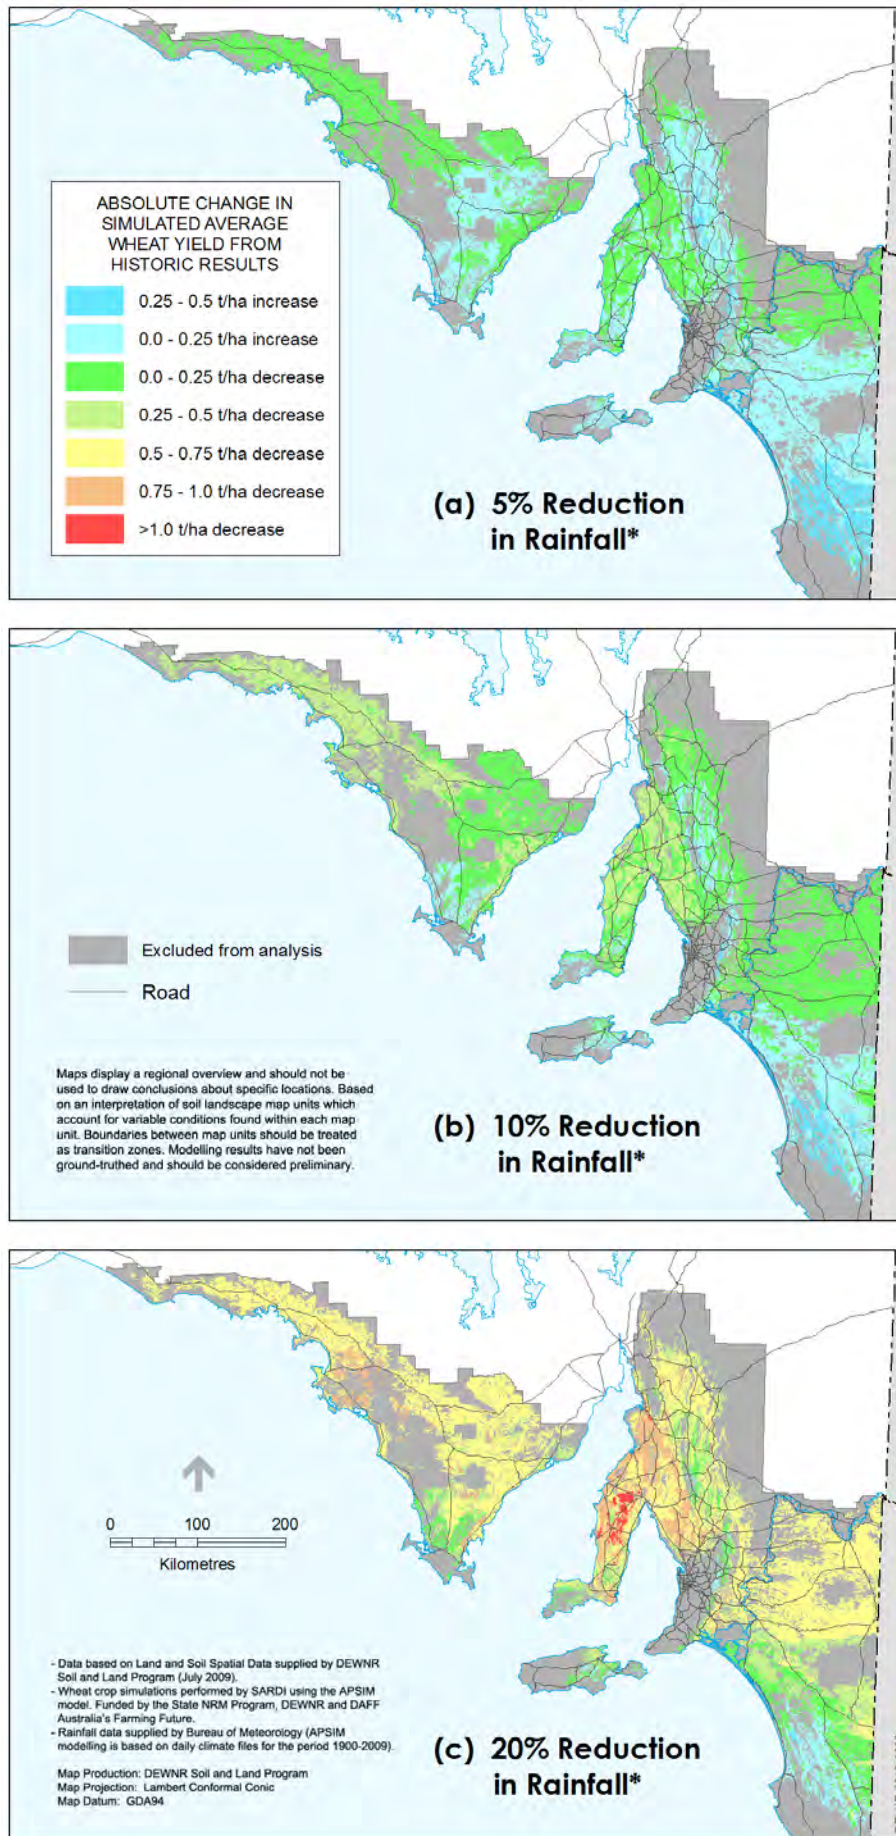 ABSOLUTE CHANGE IN
SIMULATED AVERAGE
WHEAT YIELD FROM
HISTORIC RESULTS
0.25 - 0.5 t/ha increase
0.0 - 0.25 t/ha increase
0.0 - 0.25 t/ha decrease
0.25 - 0.5 t/ha decrease
0.5 - 0.75 t/ha decrease
0.75 - 1.0 t/ha decrease
>1.0 t/ha decrease
(a) 5% Reduction
in Rainfall*
Excluded from analysis
Road
Maps display a regional overview and should not be
used to draw conclusions about specific locations. Based
on an interpretation of soil landscape map units which
account for variable conditions found within each map
unit. Boundaries between map units should be treated
as transition zones. Modelling results have not been
ground-truthed and should be considered preliminary.
(b) 10% Reduction
in Rainfall*
0 100 200
Kilometres
- Data based on Land and Soil Spatial Data supplied by DEWNR
Soil and Land Program (July 2009).
- Wheat crop simulations performed by SARDI using the APSIM
model. Funded by the State NRM Program, DEWNR and DAFF
Australia's Farming Future.
- Rainfall data supplied by Bureau of Meteorology (APSIM
modelling is based on daily climate files for the period 1900-2009).
Map Production: DEWNR Soil and Land Program
Map Projection: Lambert Conformal Conic
Map Datum: GDA94
(c) 20% Reduction
in Rainfall*